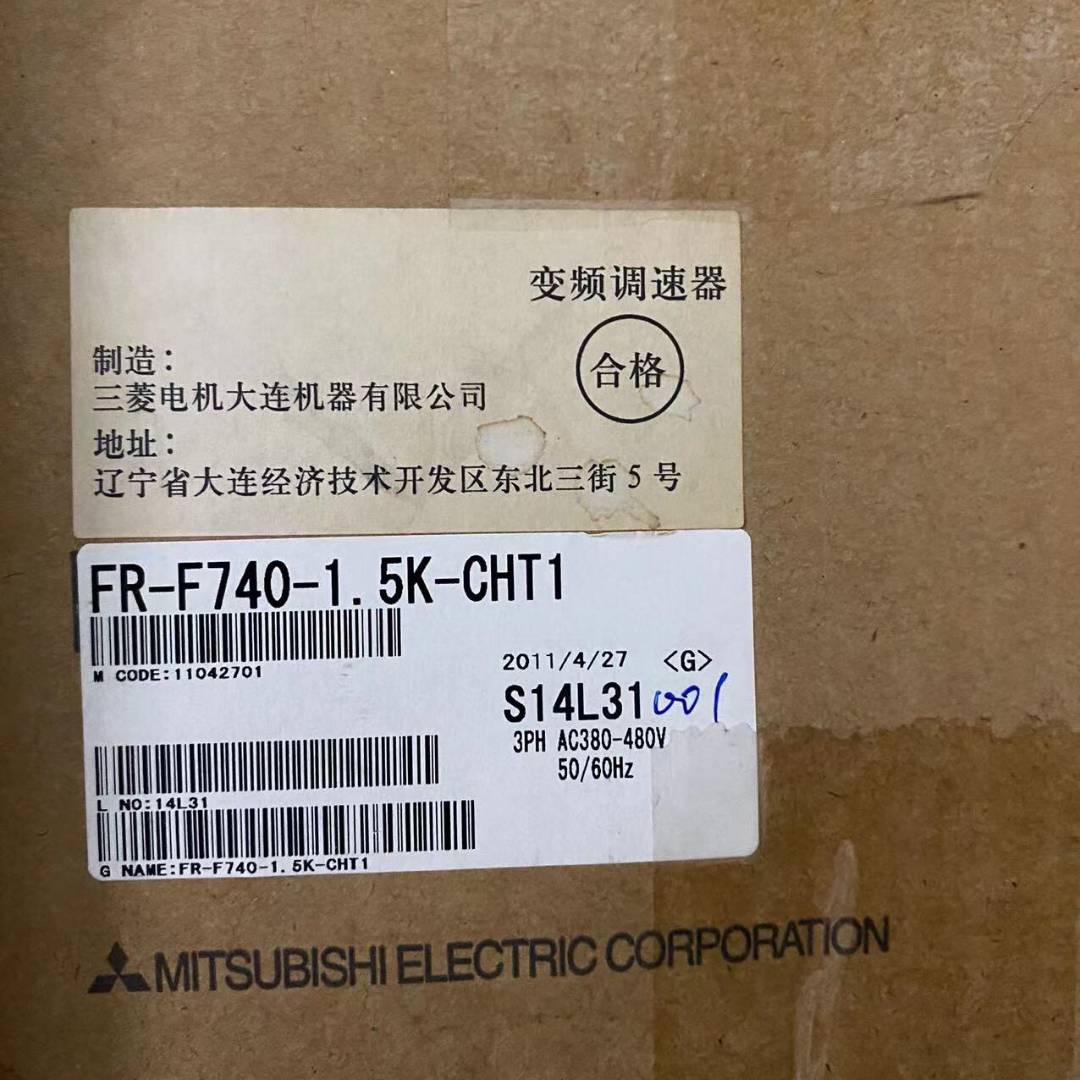 变频调速器
合格
制造：
三菱电机大连机器有限公司
地址：
辽宁省大连经济技术开发区东北三街 5 号
FR-F740-1.5K-CHT1
M CODE:11042701
2011/4/27 <G>
S14L31001
3PH AC380-480V
50/60Hz
L NO:14L31
G NAME:FR-F740-1.5K-CHT1
MITSUBISHI ELECTRIC CORPORATION